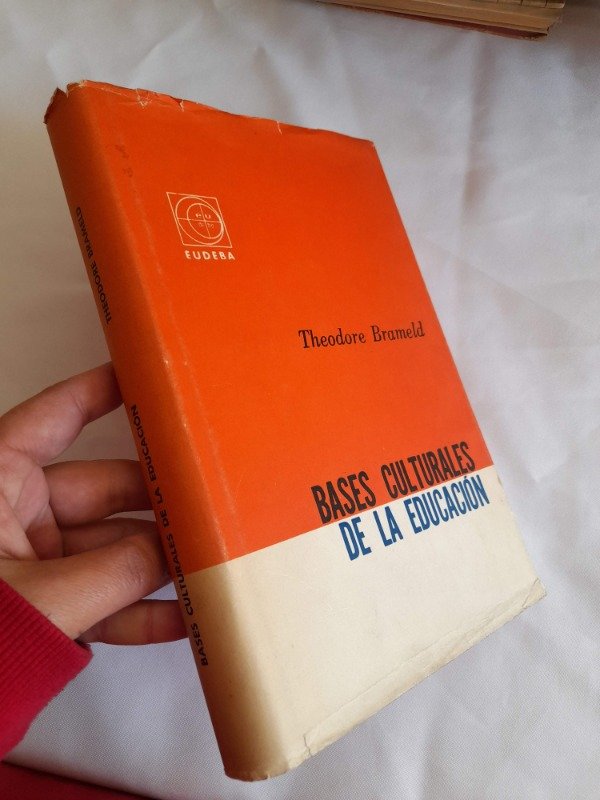 EUDEBA
Theodore Brameld
BASES CULTURALES
DE LA EDUCACIÓN
THEODORE BRAMELD
BASES CULTURALES DE LA EDUCACIÓN